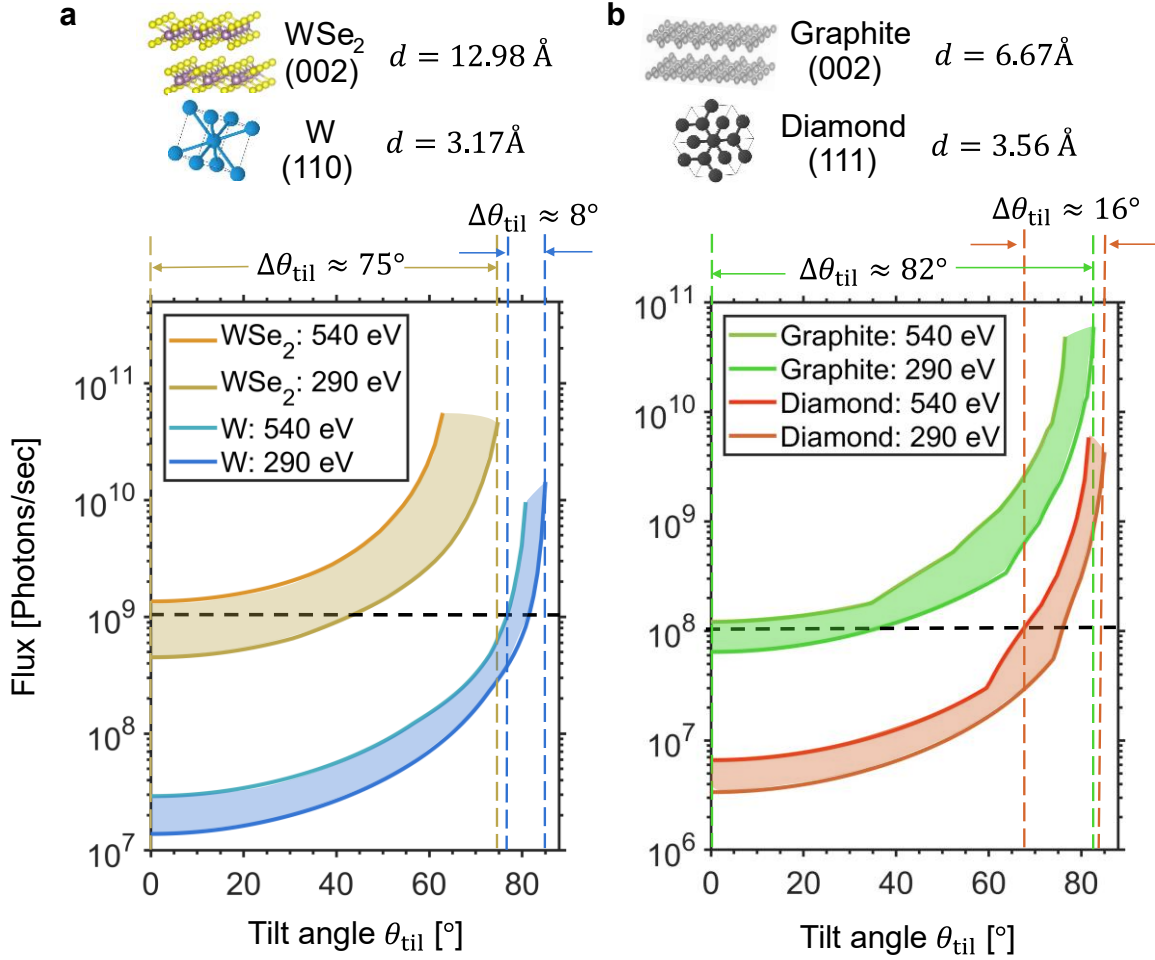 a
WSe2
(002)
d = 12.98 Å
W
(110)
d = 3.17Å
Δθtil ≈ 8°
Δθtil ≈ 75°
WSe2: 540 eV
WSe2: 290 eV
W: 540 eV
W: 290 eV
10^11
10^10
10^9
10^8
10^7
Flux [Photons/sec]
0 20 40 60 80
Tilt angle θtil [°]
b
Graphite
(002)
d = 6.67 Å
Diamond
(111)
d = 3.56 Å
Δθtil ≈ 16°
Δθtil ≈ 82°
Graphite: 540 eV
Graphite: 290 eV
Diamond: 540 eV
Diamond: 290 eV
10^11
10^10
10^9
10^8
10^7
10^6
0 20 40 60 80
Tilt angle θtil [°]